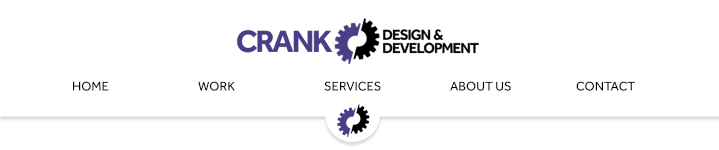 CRANK
DESIGN &
DEVELOPMENT
HOME WORK SERVICES ABOUT US CONTACT